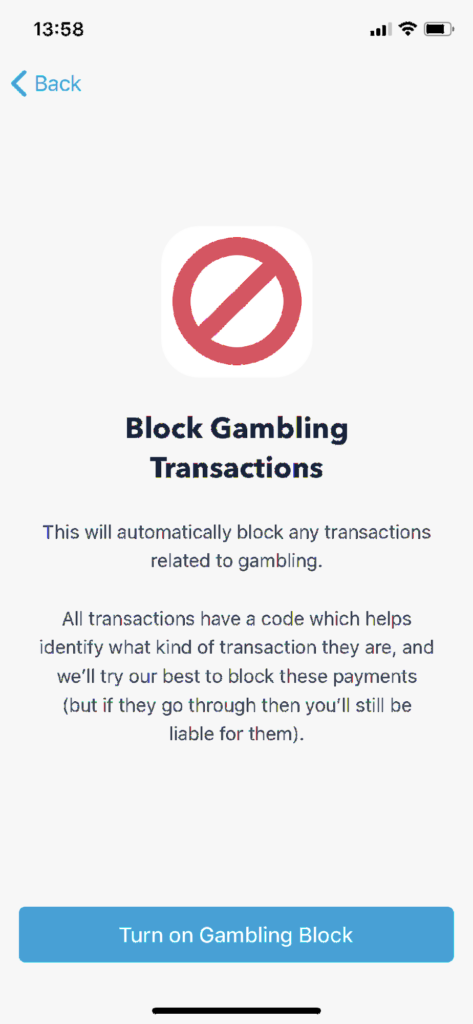 13:58
Back
Block Gambling
Transactions
This will automatically block any transactions
related to gambling.
All transactions have a code which helps
identify what kind of transaction they are, and
we'll try our best to block these payments
(but if they go through then you'll still be
liable for them).
Turn on Gambling Block